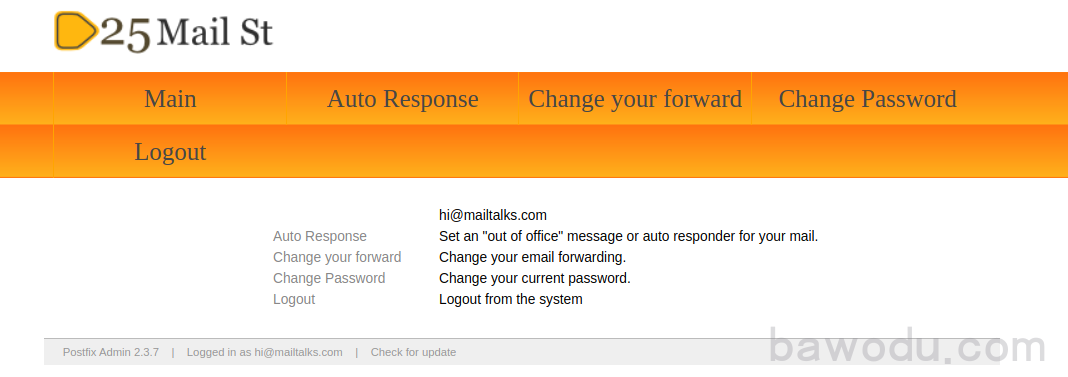 25 Mail St
Main Auto Response Change your forward Change Password
Logout
hi@mailtalks.com
Auto Response Set an "out of office" message or auto responder for your mail.
Change your forward Change your email forwarding.
Change Password Change your current password.
Logout Logout from the system
Postfix Admin 2.3.7 | Logged in as hi@mailtalks.com | Check for update
bawodu.com